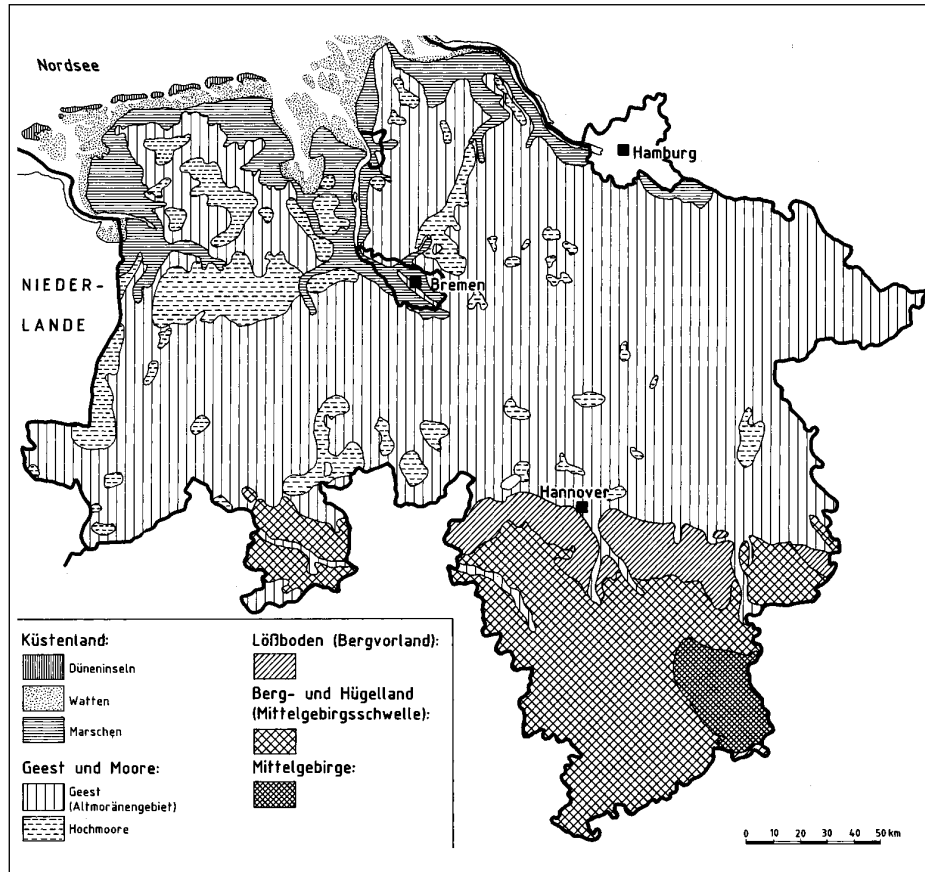 Nordsee
Hamburg
Bremen
NIEDER-
LANDE
Hannover
Küstenland:
Düneninseln
Watten
Marschen
Geest und Moore:
Geest
(Altmoränengebiet)
Hochmoore
Lößboden (Bergvorland):
Berg- und Hügelland
(Mittelgebirgsschwelle):
Mittelgebirge:
0 10 20 30 40 50 km